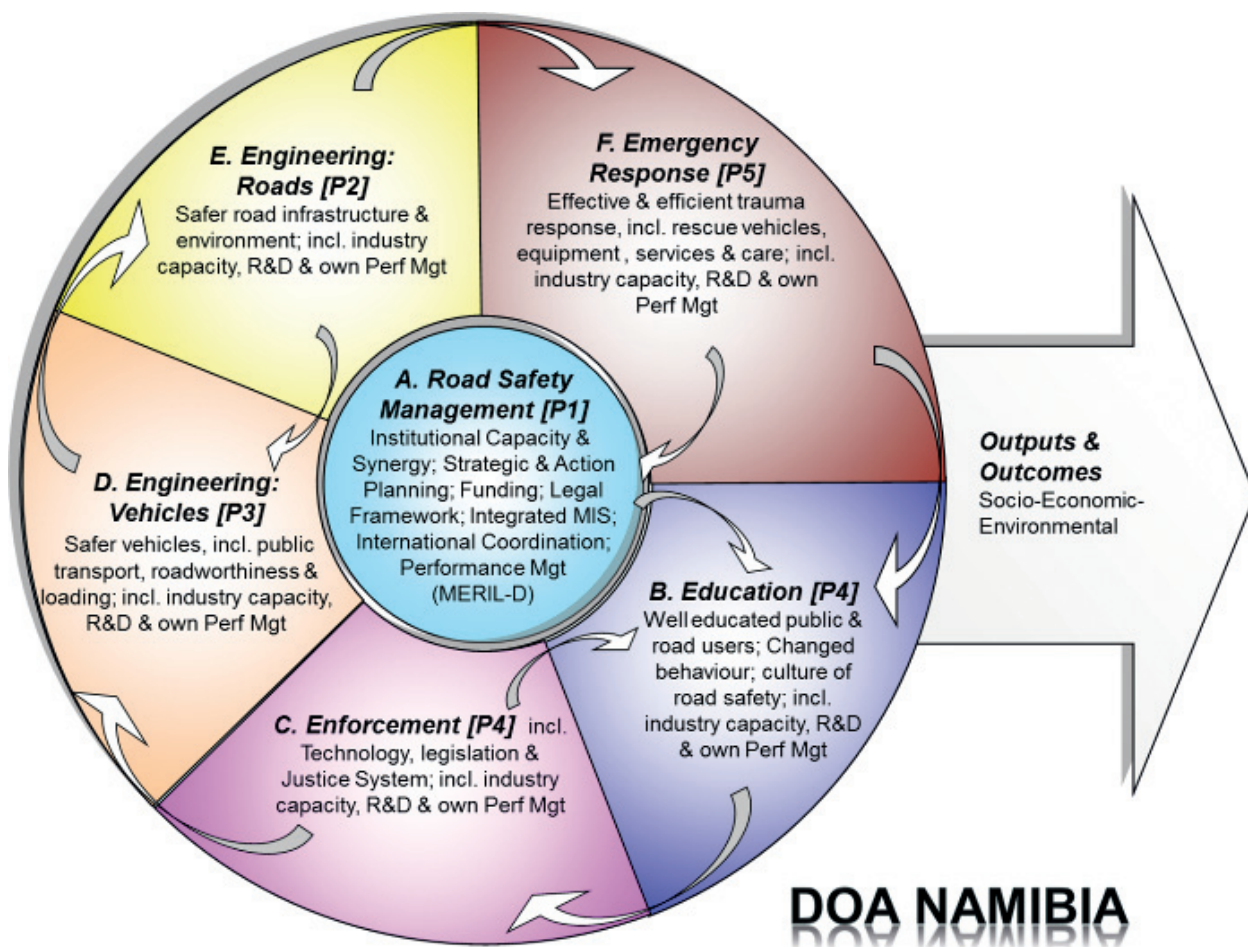 E. Engineering:
Roads [P2]
Safer road infrastructure &
environment; incl. industry
capacity, R&D & own Perf Mgt
F. Emergency
Response [P5]
Effective & efficient trauma
response, incl. rescue vehicles,
equipment , services & care; incl.
industry capacity, R&D & own
Perf Mgt
A. Road Safety
Management [P1]
Institutional Capacity &
Synergy; Strategic & Action
Planning; Funding; Legal
Framework; Integrated MIS;
International Coordination;
Performance Mgt
(MERIL-D)
D. Engineering:
Vehicles [P3]
Safer vehicles, incl. public
transport, roadworthiness &
loading; incl. industry capacity,
R&D & own Perf Mgt
B. Education [P4]
Well educated public &
road users; Changed
behaviour; culture of
road safety; incl.
industry capacity, R&D
& own Perf Mgt
C. Enforcement [P4] incl.
Technology, legislation &
Justice System; incl. industry
capacity, R&D & own Perf Mgt
Outputs &
Outcomes
Socio-Economic-
Environmental
DOA NAMIBIA